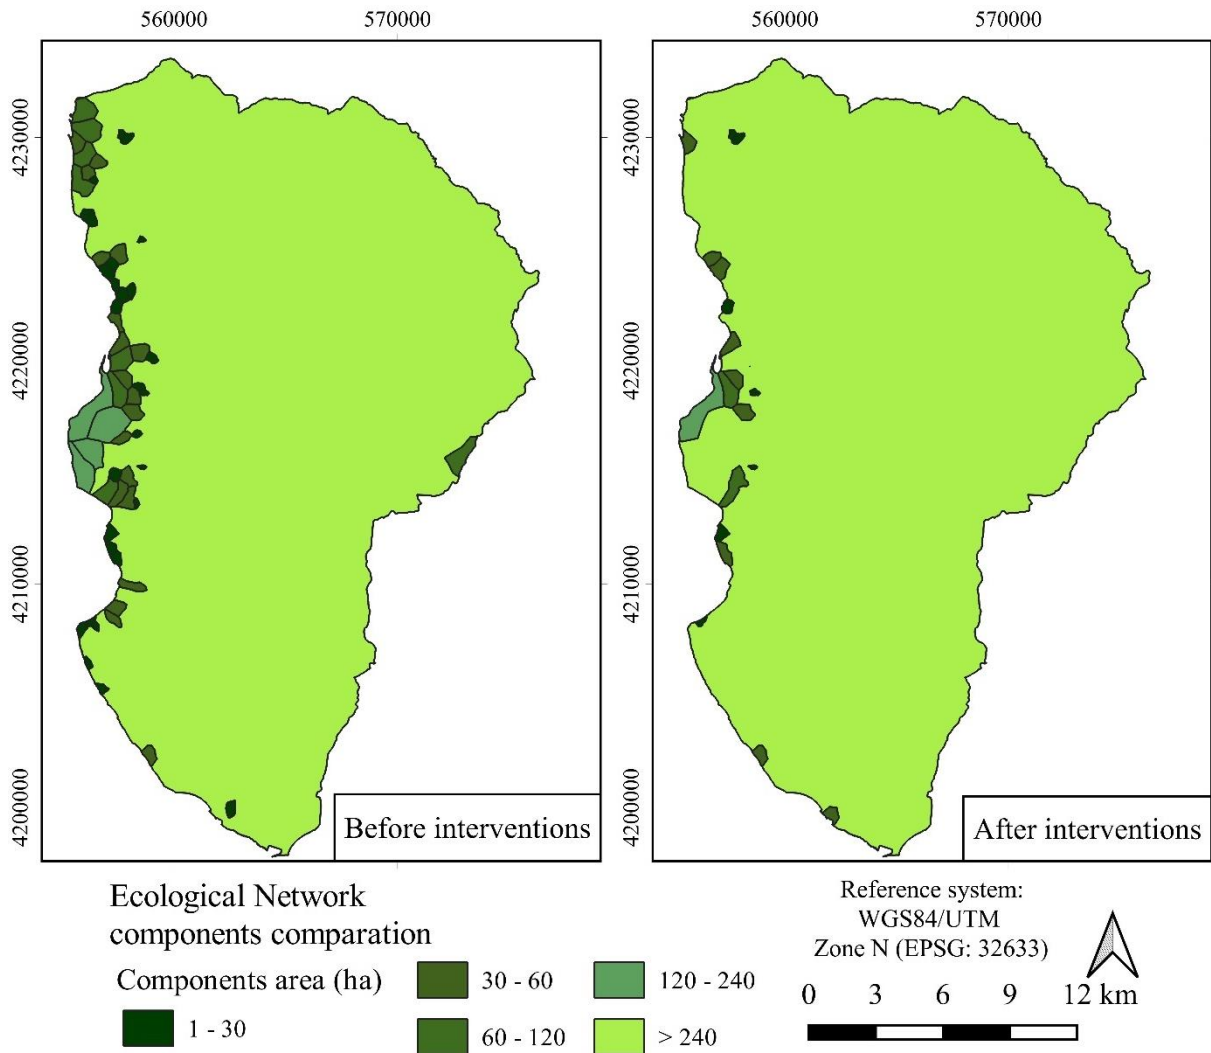 560000
570000
560000
570000
4230000
4220000
4210000
4200000
Before interventions
4230000
4220000
4210000
4200000
After interventions
Ecological Network
components comparation
Components area (ha)
1 - 30
30 - 60
60 - 120
120 - 240
> 240
Reference system:
WGS84/UTM
Zone N (EPSG: 32633)
0 3 6 9 12 km